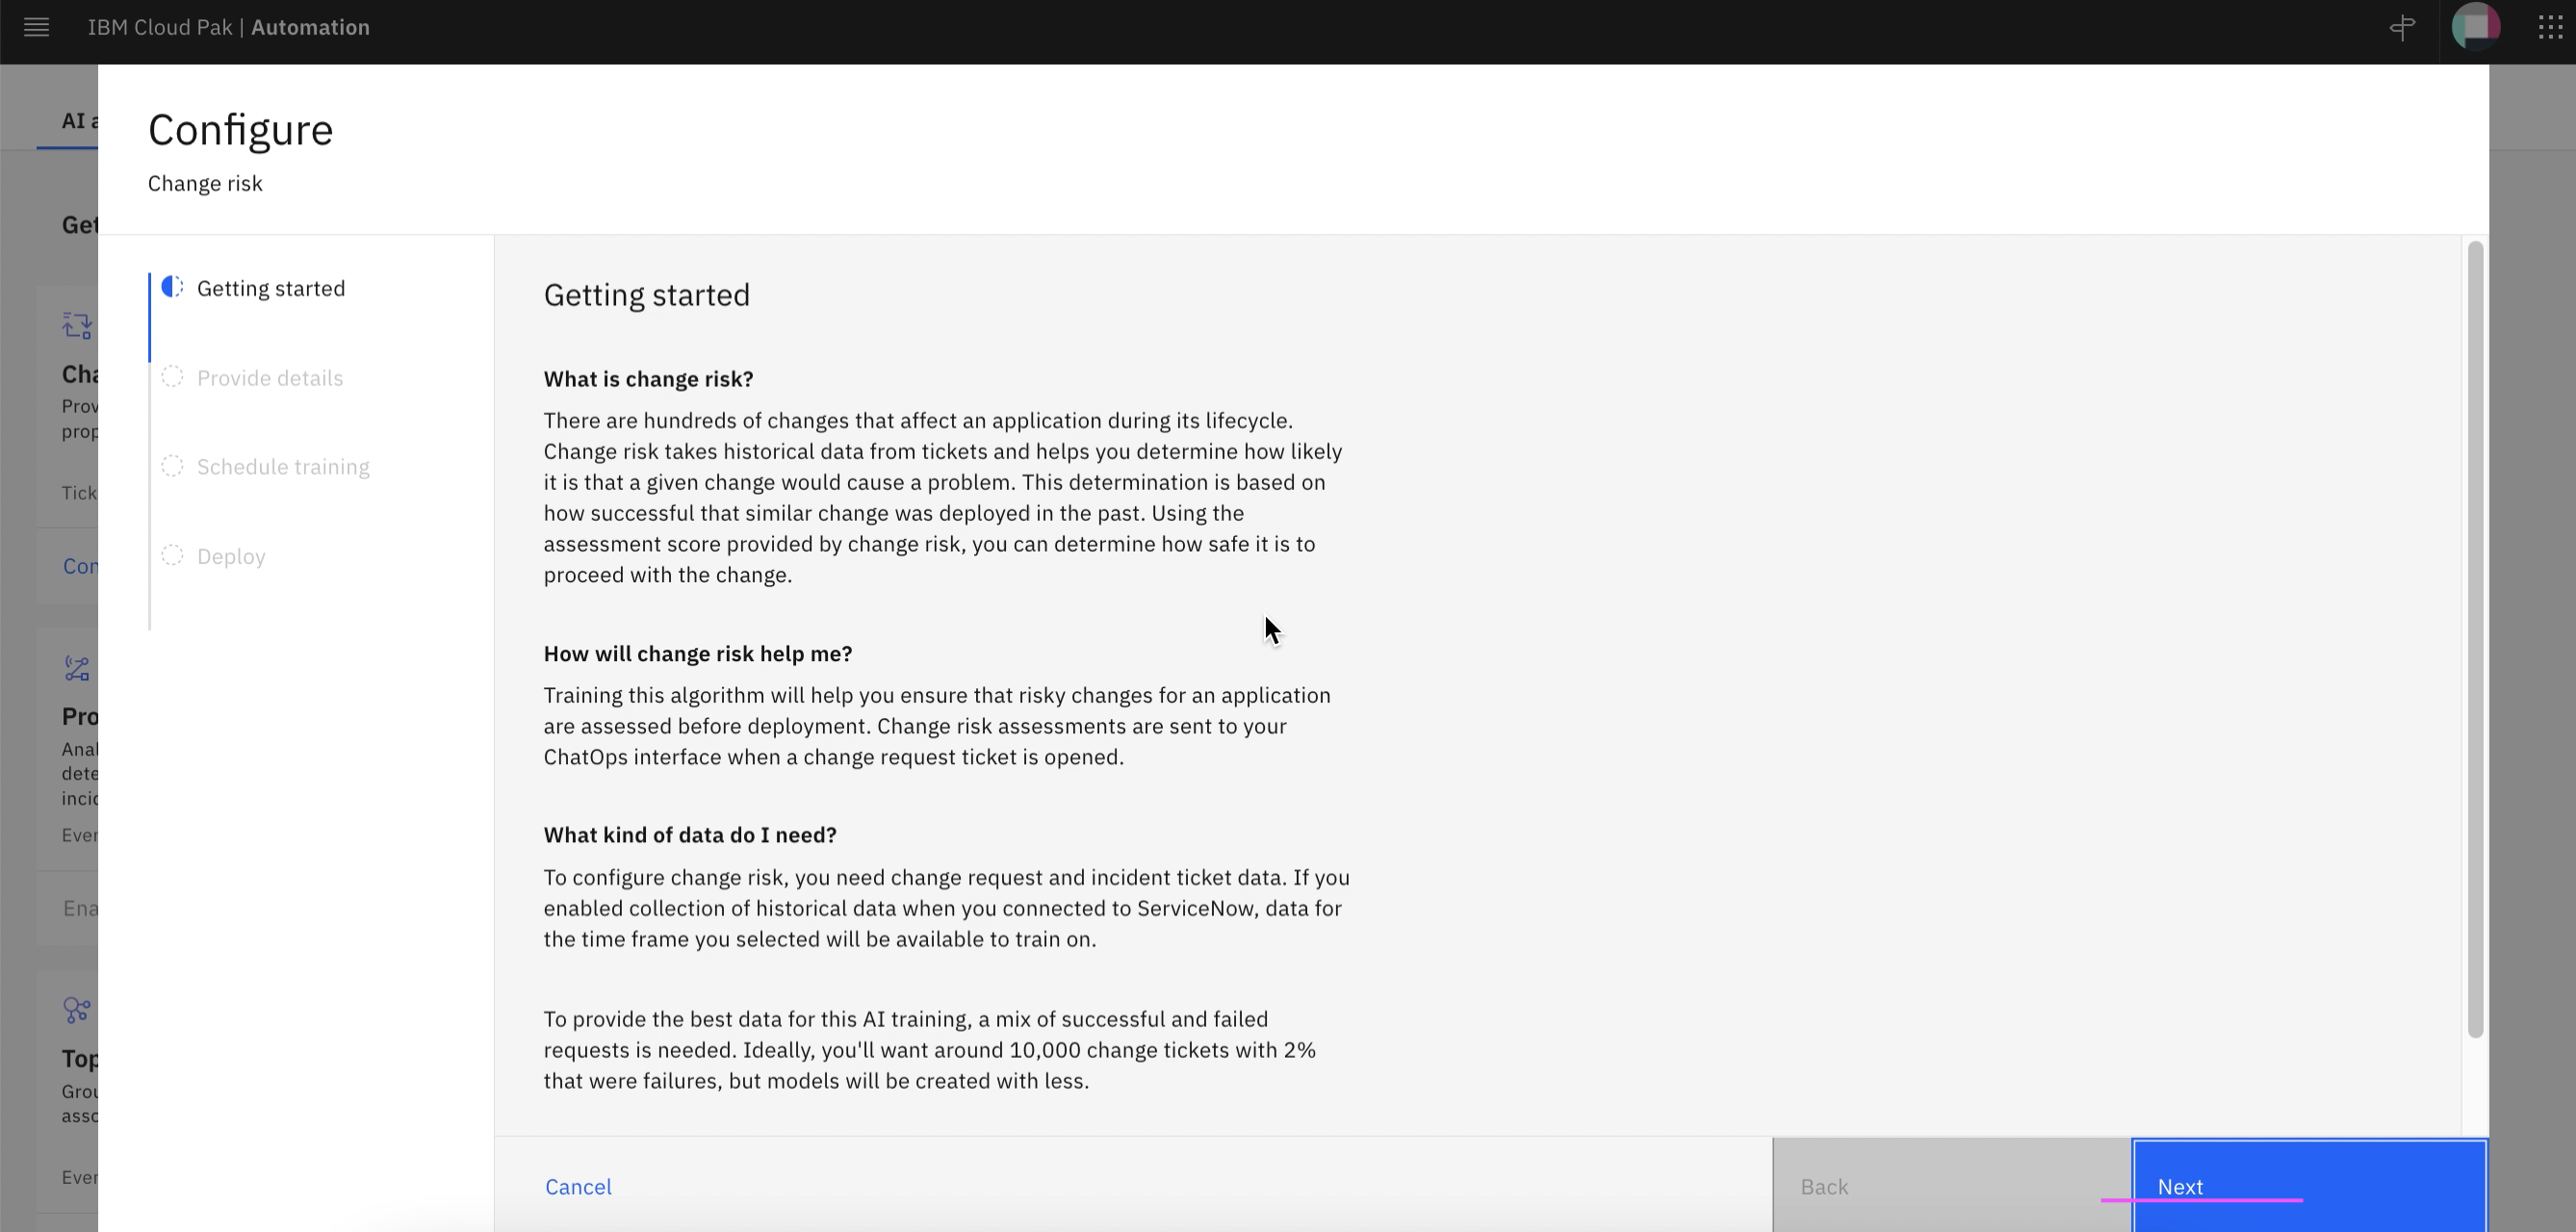 IBM Cloud Pak | Automation
AI a
Configure
Change risk
Get
Getting started
Provide details
Schedule training
Deploy
Cha
Prov
prop
Tick
Con
Pro
Anal
dete
inci
Ever
Ena
Top
Grou
asso
Ever
Getting started
What is change risk?
There are hundreds of changes that affect an application during its lifecycle.
Change risk takes historical data from tickets and helps you determine how likely
it is that a given change would cause a problem. This determination is based on
how successful that similar change was deployed in the past. Using the
assessment score provided by change risk, you can determine how safe it is to
proceed with the change.
How will change risk help me?
Training this algorithm will help you ensure that risky changes for an application
are assessed before deployment. Change risk assessments are sent to your
ChatOps interface when a change request ticket is opened.
What kind of data do I need?
To configure change risk, you need change request and incident ticket data. If you
enabled collection of historical data when you connected to ServiceNow, data for
the time frame you selected will be available to train on.
To provide the best data for this AI training, a mix of successful and failed
requests is needed. Ideally, you'll want around 10,000 change tickets with 2%
that were failures, but models will be created with less.
Cancel
Back
Next